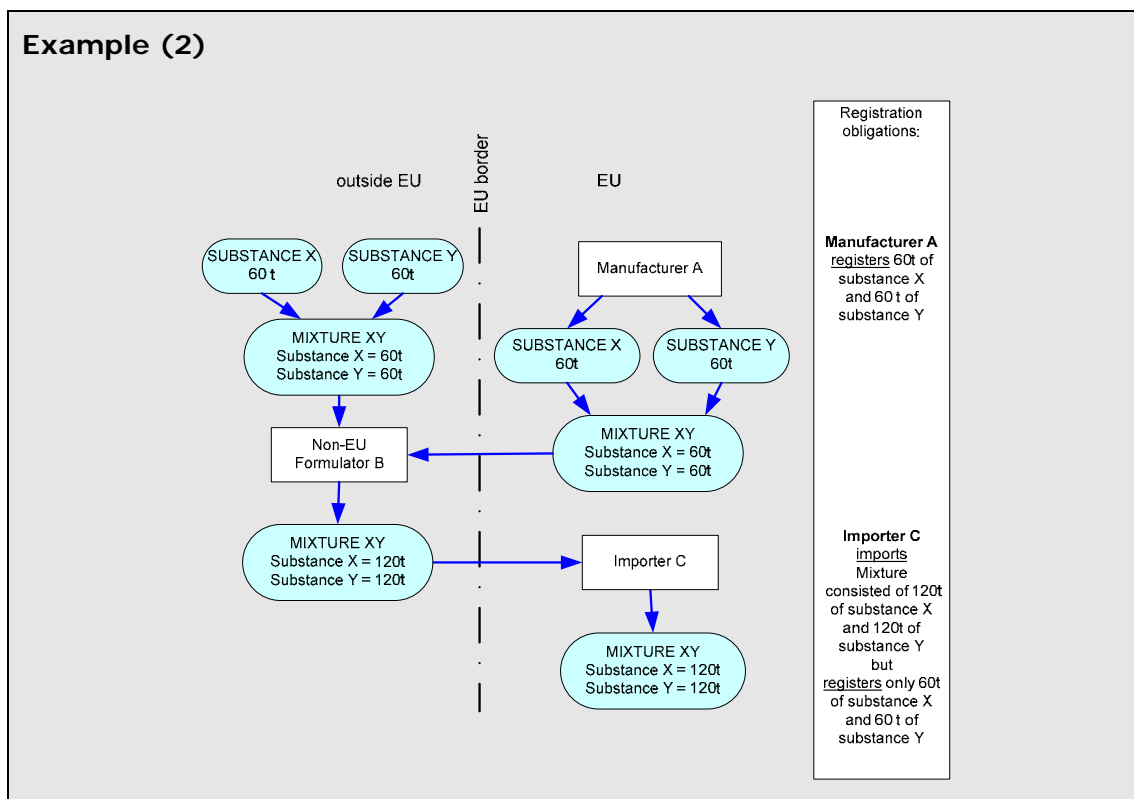 Example (2)
outside EU
EU border
EU
SUBSTANCE X
60 t
SUBSTANCE Y
60t
MIXTURE XY
Substance X = 60t
Substance Y = 60t
Non-EU
Formulator B
MIXTURE XY
Substance X = 120t
Substance Y = 120t
Manufacturer A
SUBSTANCE X
60t
SUBSTANCE Y
60t
MIXTURE XY
Substance X = 60t
Substance Y = 60t
Importer C
MIXTURE XY
Substance X = 120t
Substance Y = 120t
Registration
obligations:
Manufacturer A
registers 60t of
substance X
and 60 t of
substance Y
Importer C
imports
Mixture
consisted of 120t
of substance X
and 120t of
substance Y
but
registers only 60t
of substance X
and 60 t of
substance Y